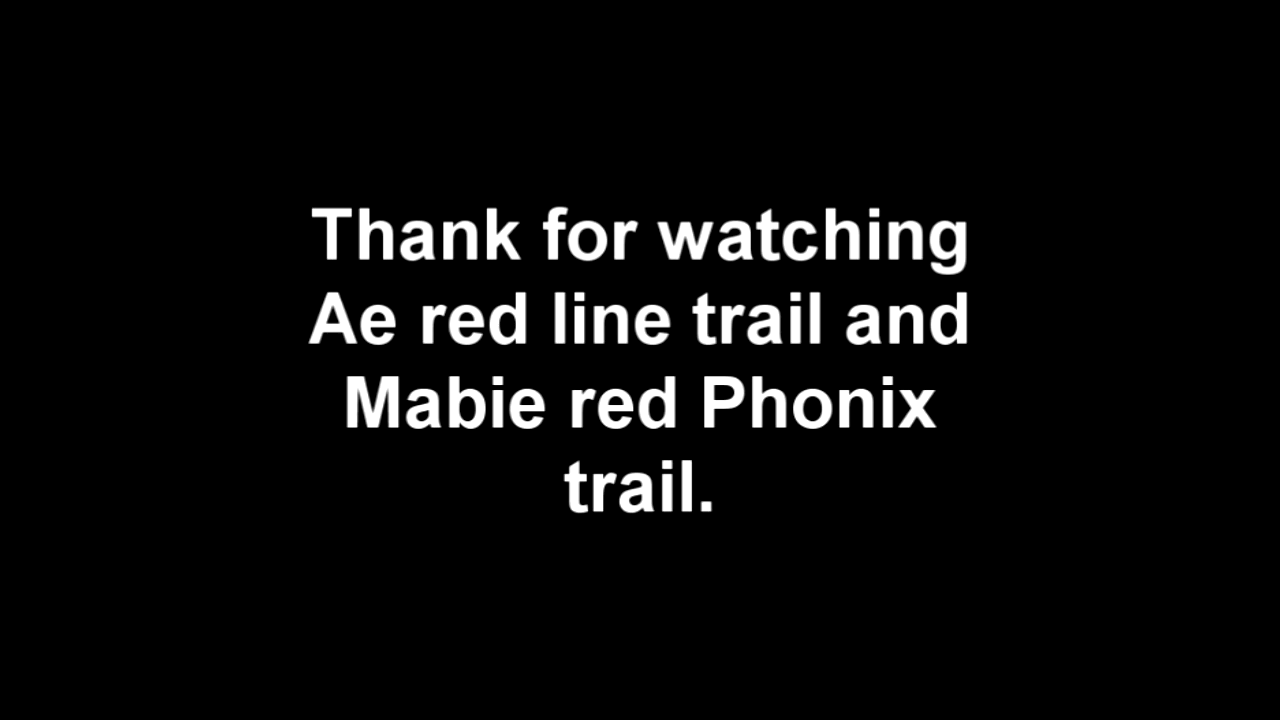 Thank for watching
Ae red line trail and
Mabie red Phonix
trail.